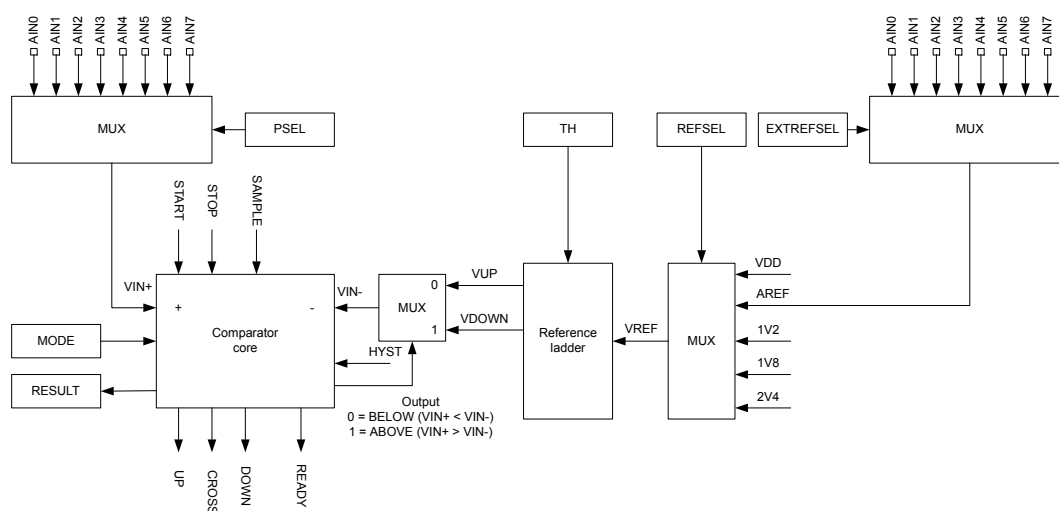 AIN0
AIN1
AIN2
AIN3
AIN4
AIN5
AIN6
AIN7
AIN0
AIN1
AIN2
AIN3
AIN4
AIN5
AIN6
AIN7
MUX
PSEL
TH
REFSEL
EXTREFSEL
MUX
START
STOP
SAMPLE
VIN+
+
-
VIN-
Comparator
core
MODE
RESULT
HYST
MUX
0
1
VUP
VDOWN
Reference
ladder
VREF
MUX
VDD
AREF
1V2
1V8
2V4
Output
0 = BELOW (VIN+ < VIN-)
1 = ABOVE (VIN+ > VIN-)
UP
CROSS
DOWN
READY